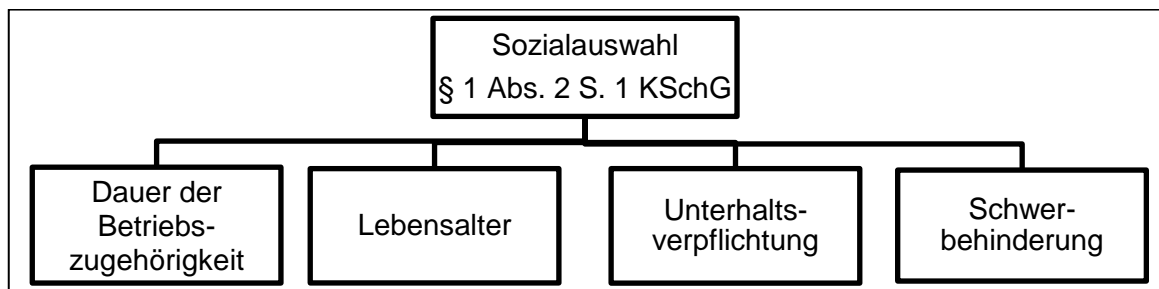 Sozialauswahl
§ 1 Abs. 2 S. 1 KSchG
Dauer der
Betriebs-
zugehörigkeit
Lebensalter
Unterhalts-
verpflichtung
Schwer-
behinderung